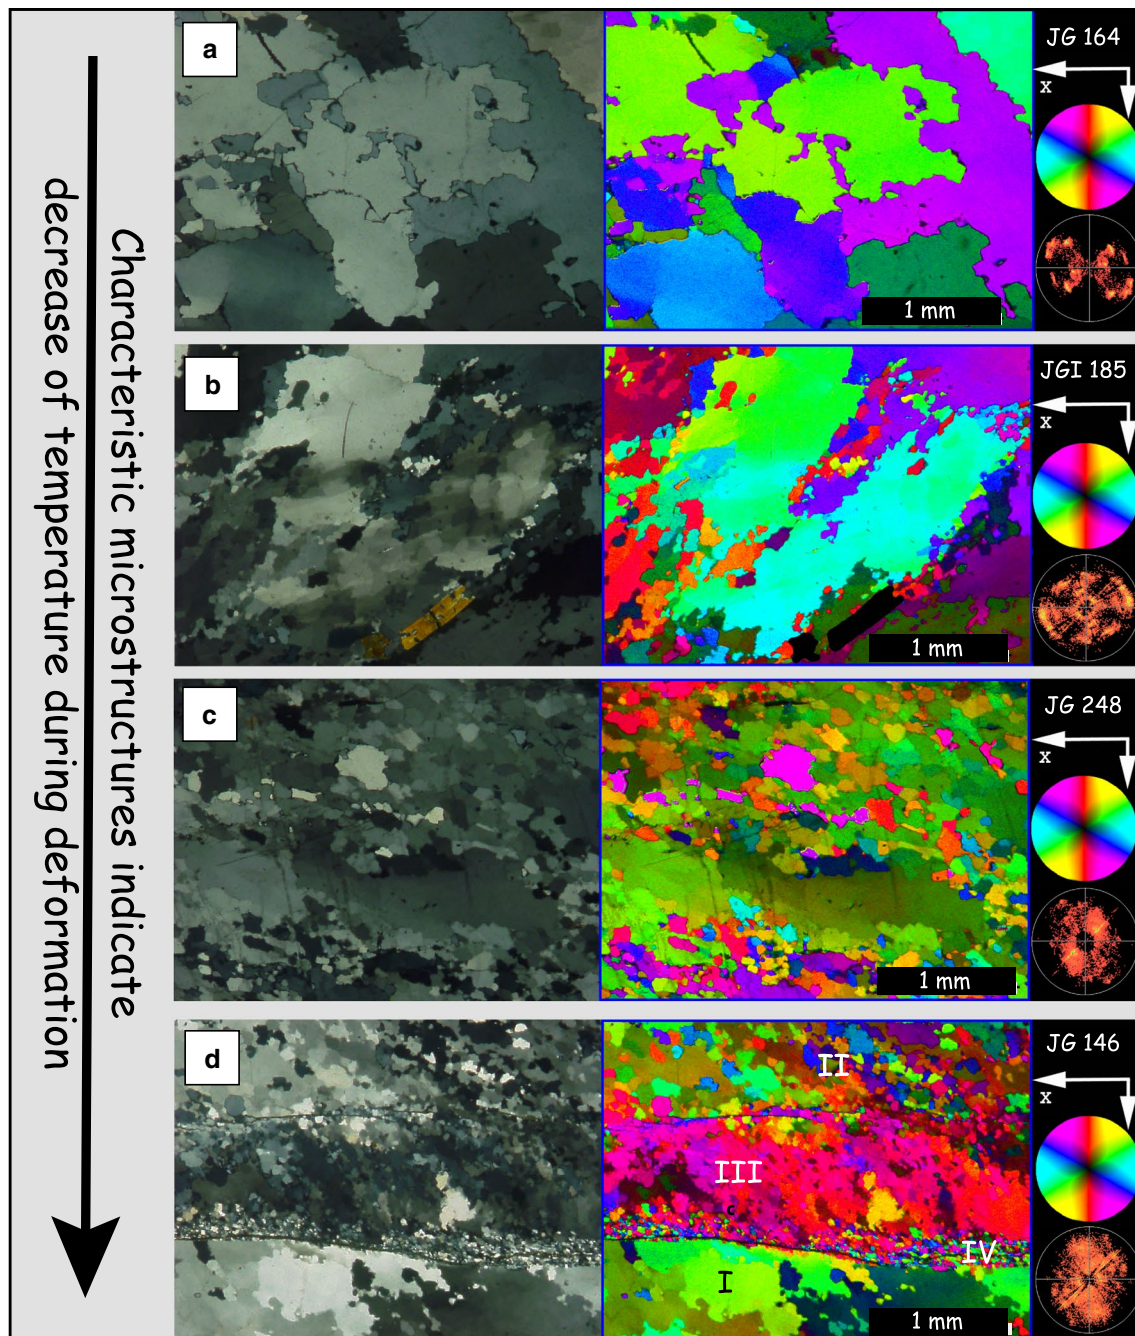 Characteristic microstructures indicate
decrease of temperature during deformation
a
JG 164
x
1 mm
b
JGI 185
x
1 mm
c
JG 248
x
1 mm
d
JG 146
x
II
III
c
IV
I
1 mm